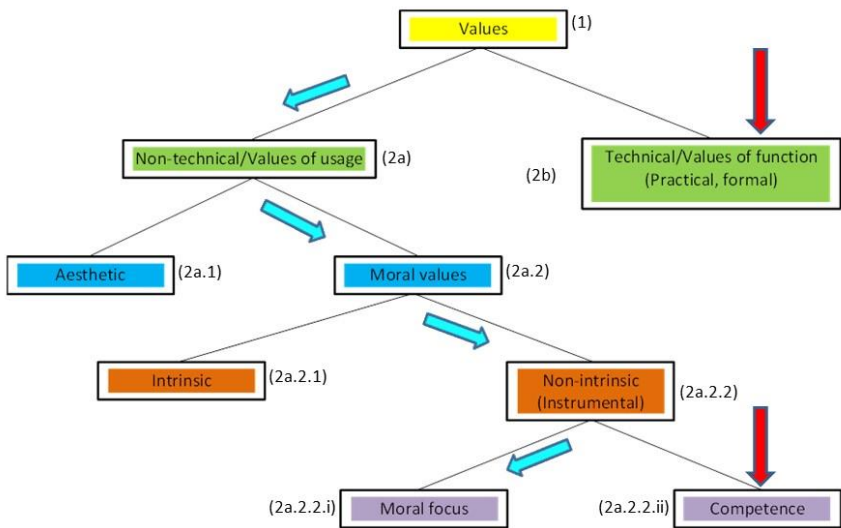 Values
(1)
Non-technical/Values of usage
(2a)
(2b)
Technical/Values of function
(Practical, formal)
Aesthetic
(2a.1)
Moral values
(2a.2)
Intrinsic
(2a.2.1)
Non-intrinsic
(Instrumental)
(2a.2.2)
(2a.2.2.i)
Moral focus
(2a.2.2.ii)
Competence